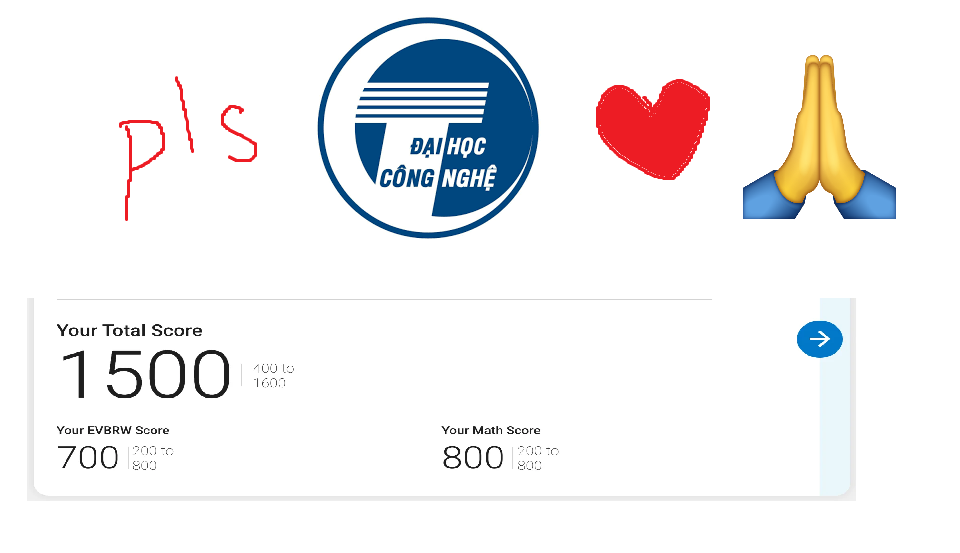 pls
ĐẠI HỌC
CÔNG NGHỆ
Your Total Score
1500
400 to
1600
Your EVBRW Score
700
200 to
800
Your Math Score
800
200 to
800